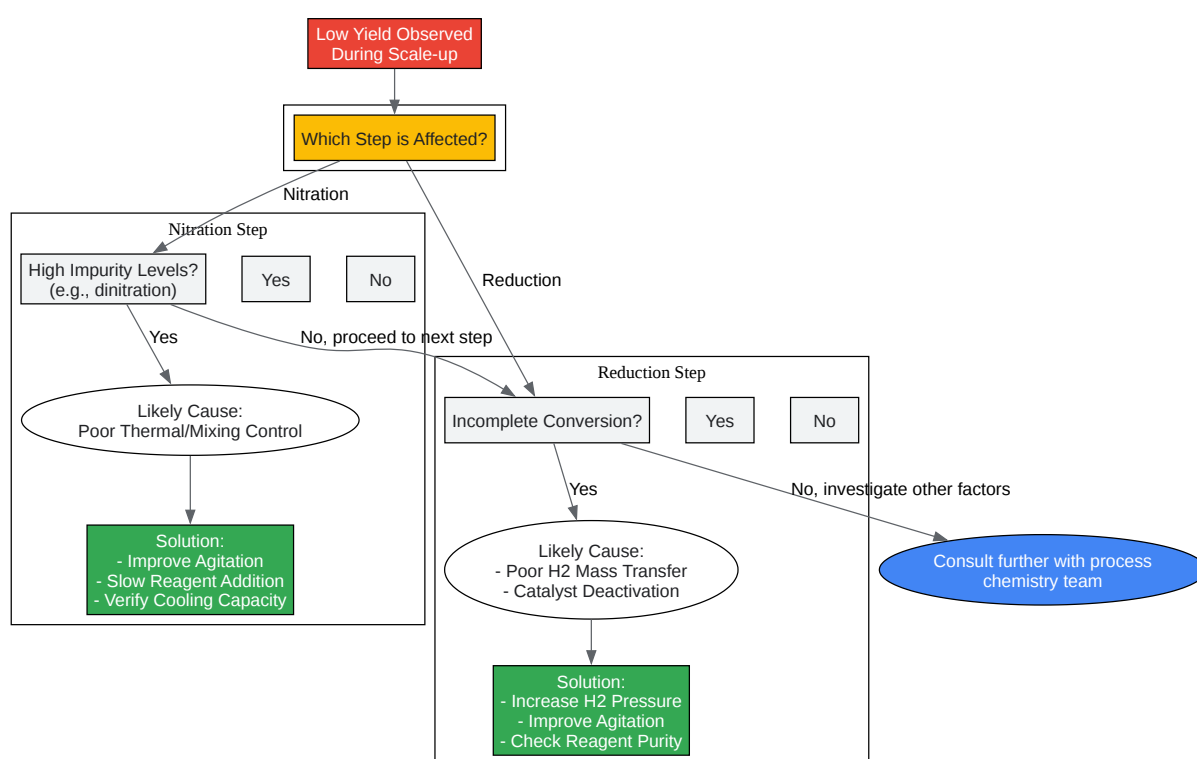 Low Yield Observed
During Scale-up
Which Step is Affected?
Nitration
Nitration Step
High Impurity Levels?
(e.g., dinitration)
Yes
No
Reduction
Yes
No, proceed to next step
Reduction Step
Likely Cause:
Poor Thermal/Mixing Control
Incomplete Conversion?
Yes
No
Yes
No, investigate other factors
Solution:
- Improve Agitation
- Slow Reagent Addition
- Verify Cooling Capacity
Likely Cause:
- Poor H2 Mass Transfer
- Catalyst Deactivation
Consult further with process
chemistry team
Solution:
- Increase H2 Pressure
- Improve Agitation
- Check Reagent Purity